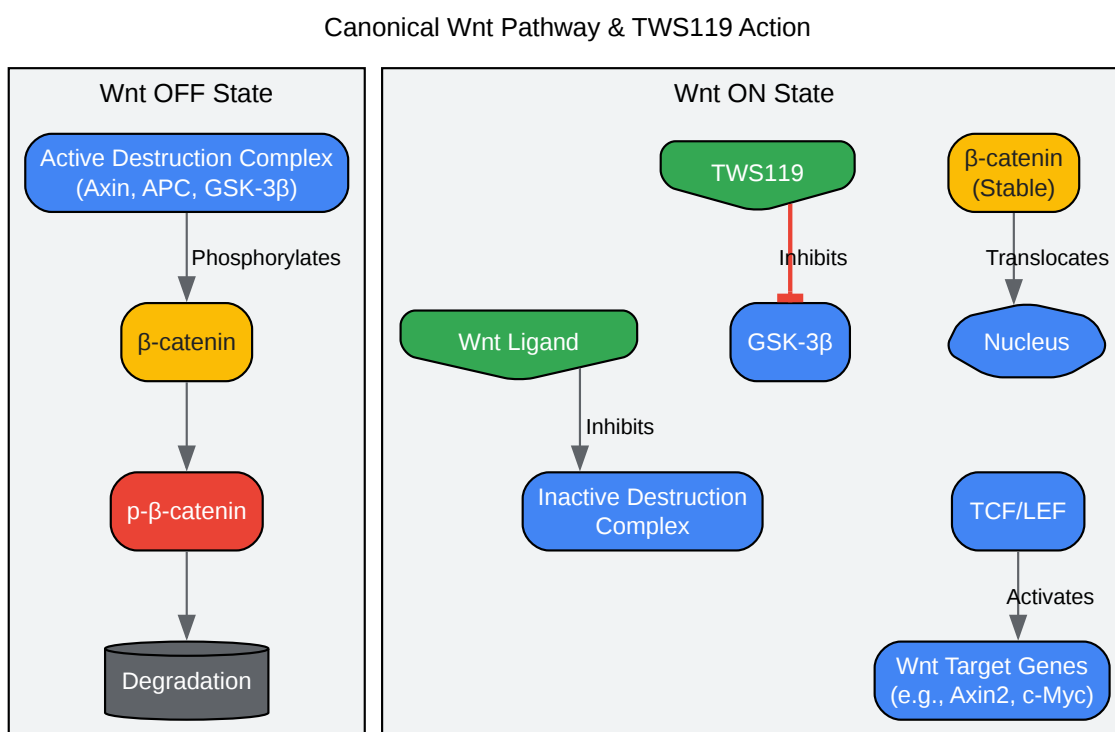 Canonical Wnt Pathway & TWS119 Action
Wnt OFF State
Active Destruction Complex
(Axin, APC, GSK-3β)
Phosphorylates
β-catenin
p-β-catenin
Degradation
Wnt ON State
TWS119
Inhibits
GSK-3β
Wnt Ligand
Inhibits
Inactive Destruction
Complex
β-catenin
(Stable)
Translocates
Nucleus
TCF/LEF
Activates
Wnt Target Genes
(e.g., Axin2, c-Myc)